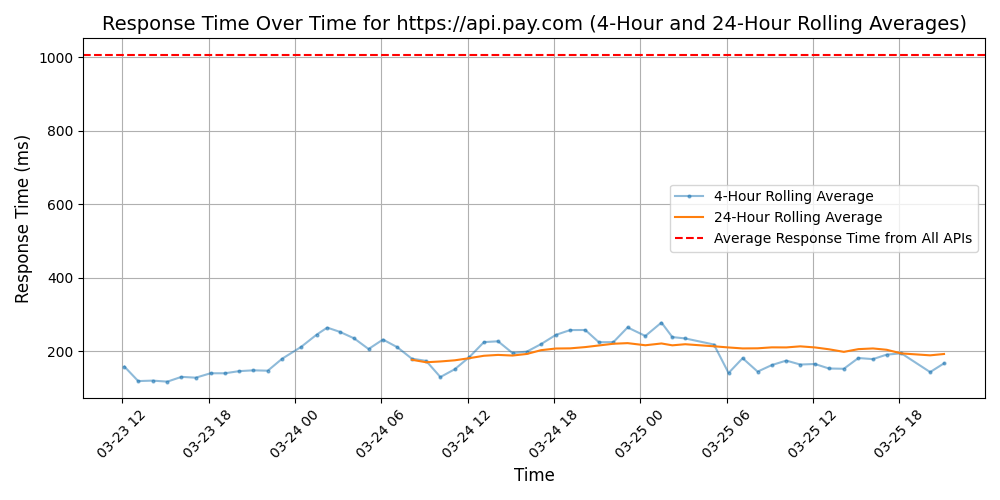 Response Time Over Time for https://api.pay.com (4-Hour and 24-Hour Rolling Averages)
Response Time (ms)
1000
800
600
400
200
4-Hour Rolling Average
24-Hour Rolling Average
Average Response Time from All APIs
03-23 12
03-23 18
03-24 00
03-24 06
03-24 12
03-24 18
03-25 00
03-25 06
03-25 12
03-25 18
Time